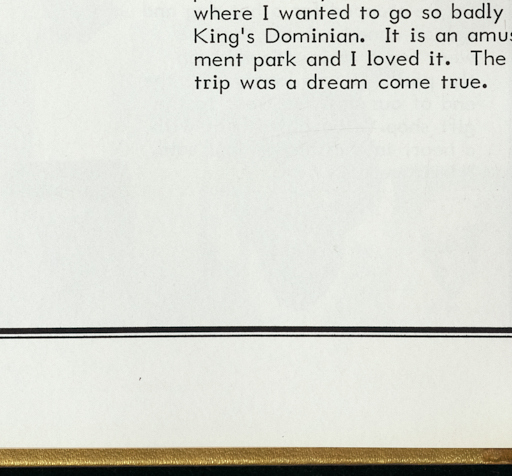 where I wanted to go so badly
King's Dominian. It is an amus
ment park and I loved it. The
trip was a dream come true.